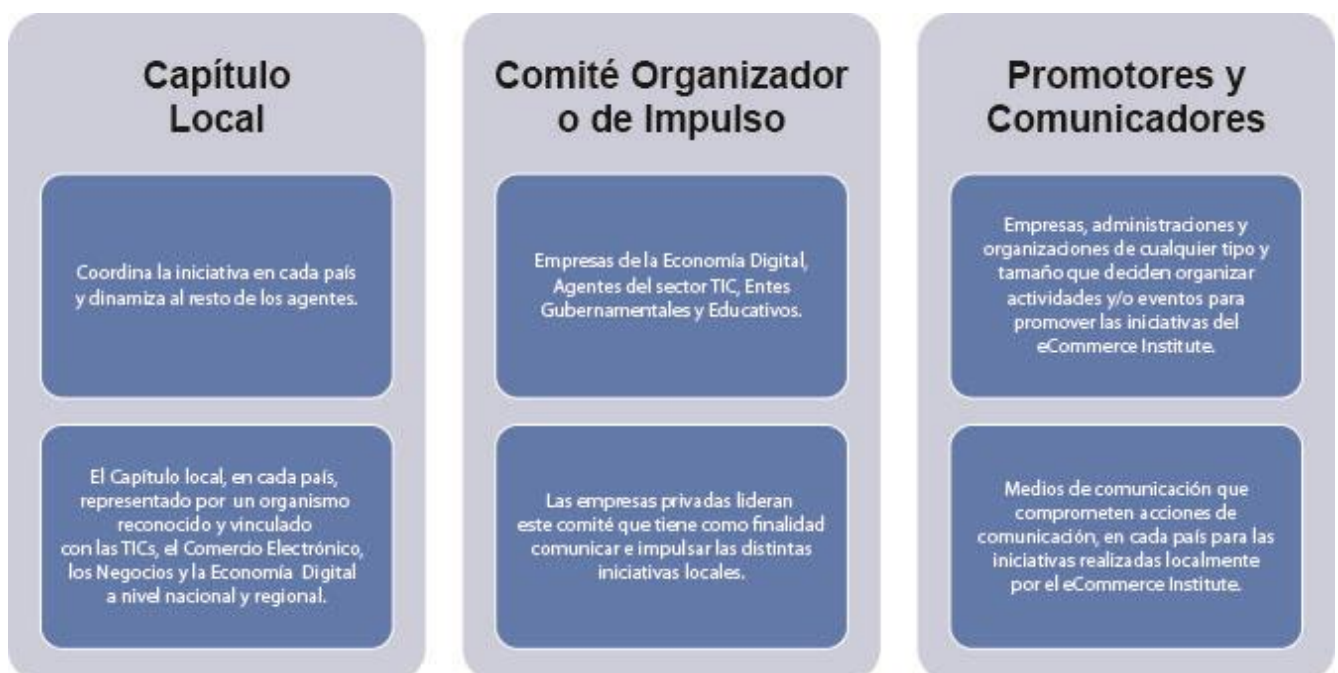 Capítulo
Local
Coordina la iniciativa en cada país
y dinamiza al resto de los agentes.
El Capítulo local, en cada país,
representado por un organismo
reconocido y vinculado
con las TICs, el Comercio Electrónico,
los Negocios y la Economía Digital
a nivel nacional y regional.
Comité Organizador
o de Impulso
Empresas de la Economía Digital,
Agentes del sector TIC, Entes
Gubernamentales y Educativos.
Las empresas privadas lideran
este comité que tiene como finalidad
comunicar e impulsar las distintas
iniciativas locales.
Promotores y
Comunicadores
Empresas, administraciones y
organizaciones de cualquier tipo y
tamaño que deciden organizar
actividades y/o eventos para
promover las iniciativas del
eCommerce Institute.
Medios de comunicación que
comprometen acciones de
comunicación, en cada país para las
iniciativas realizadas localmente
por el eCommerce Institute.